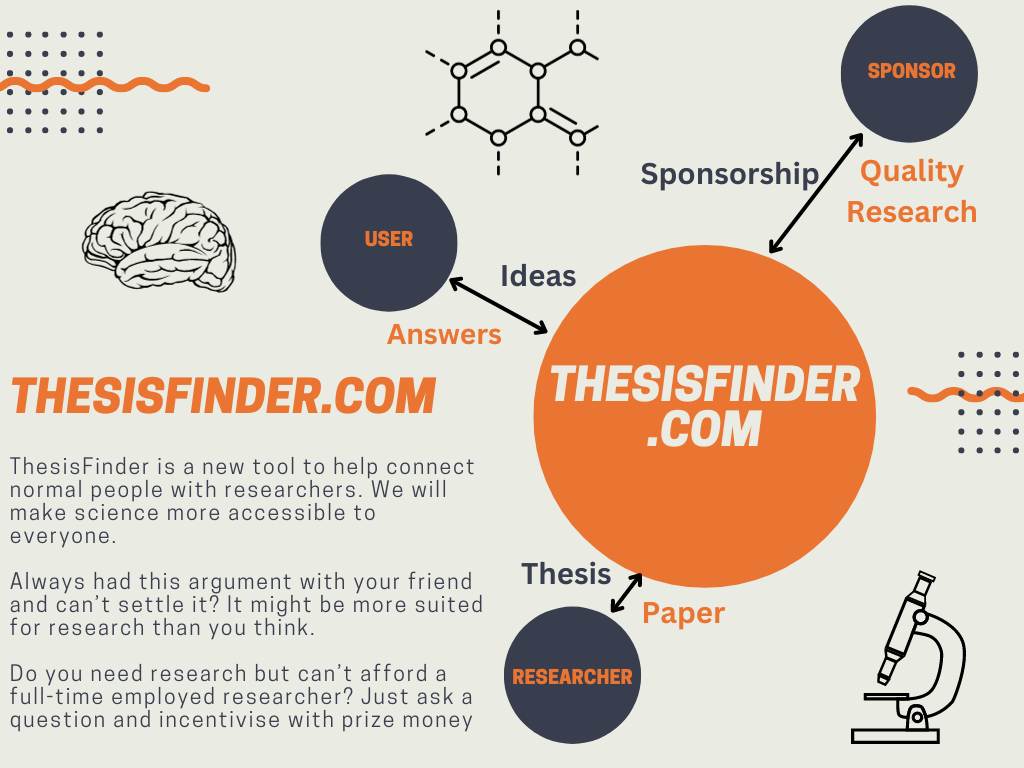 SPONSOR
Sponsorship
Quality
Research
USER
Ideas
Answers
THESISFINDER
.COM
THESISFINDER.COM
ThesisFinder is a new tool to help connect
normal people with researchers. We will
make science more accessible to
everyone.
Always had this argument with your friend
and can’t settle it? It might be more suited
for research than you think.
Do you need research but can’t afford a
full-time employed researcher? Just ask a
question and incentivise with prize money
Thesis
Paper
RESEARCHER